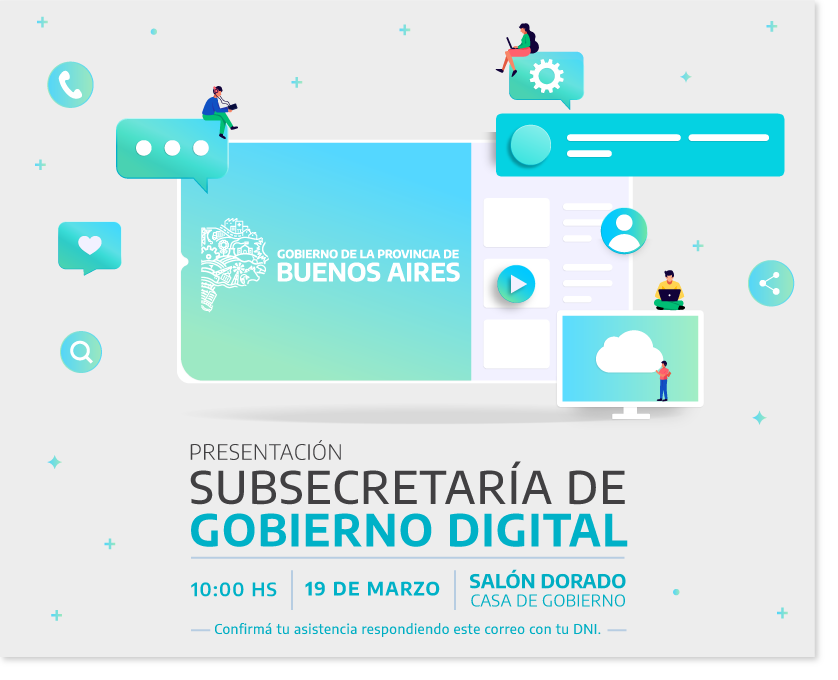 GOBIERNO DE LA PROVINCIA DE
BUENOS AIRES
PRESENTACIÓN
SUBSECRETARÍA DE
GOBIERNO DIGITAL
10:00 HS
19 DE MARZO
SALÓN DORADO
CASA DE GOBIERNO
Confirmá tu asistencia respondiendo este correo con tu DNI.